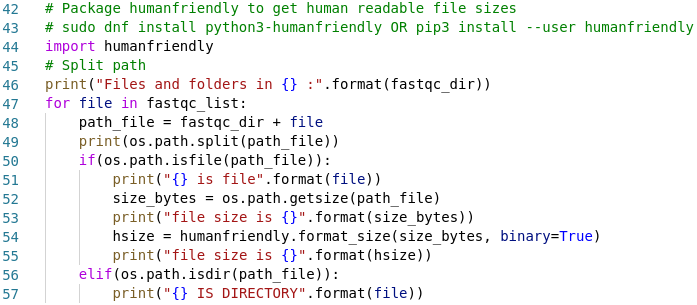 42 # Package humanfriendly to get human readable file sizes
43 # sudo dnf install python3-humanfriendly OR pip3 install --user humanfriendly
44 import humanfriendly
45 # Split path
46 print("Files and folders in {} :".format(fastqc_dir))
47 for file in fastqc_list:
48     path_file = fastqc_dir + file
49     print(os.path.split(path_file))
50     if(os.path.isfile(path_file)):
51         print("{} is file".format(file))
52         size_bytes = os.path.getsize(path_file)
53         print("file size is {}".format(size_bytes))
54         hsize = humanfriendly.format_size(size_bytes, binary=True)
55         print("file size is {}".format(hsize))
56     elif(os.path.isdir(path_file)):
57         print("{} IS DIRECTORY".format(file))